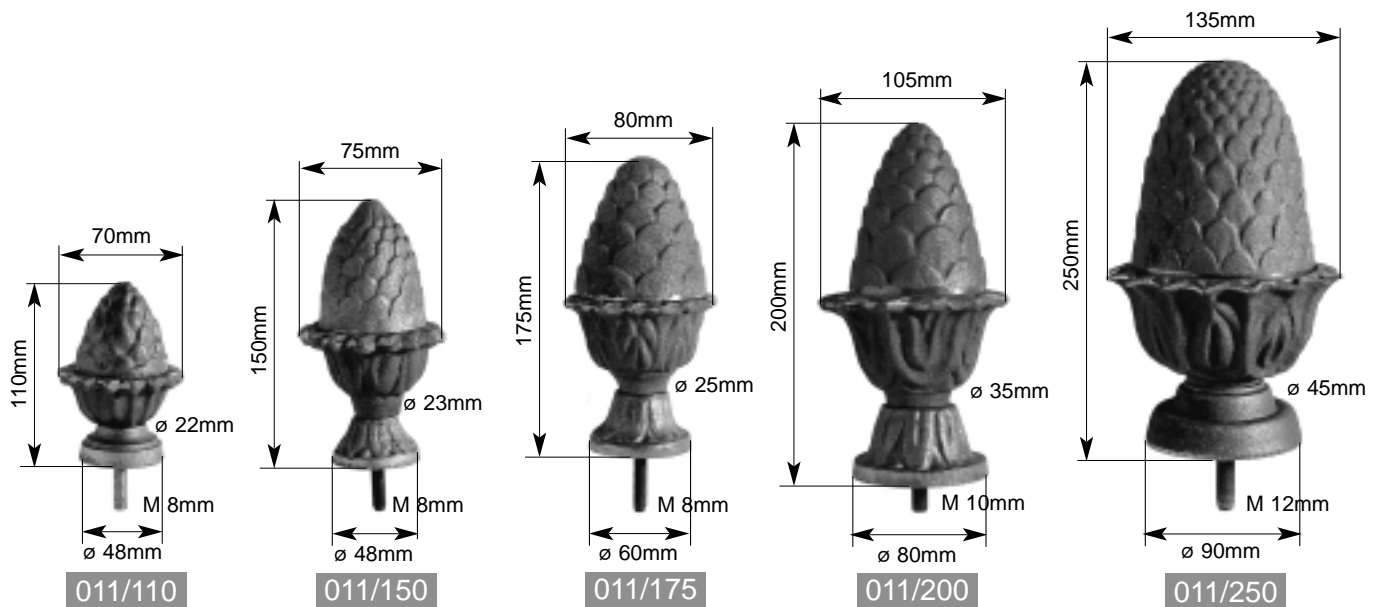 70mm
110mm
ø 22mm
M 8mm
ø 48mm
011/110
75mm
150mm
ø 23mm
M 8mm
ø 48mm
011/150
80mm
175mm
ø 25mm
M 8mm
ø 60mm
011/175
105mm
200mm
ø 35mm
M 10mm
ø 80mm
011/200
135mm
250mm
ø 45mm
M 12mm
ø 90mm
011/250